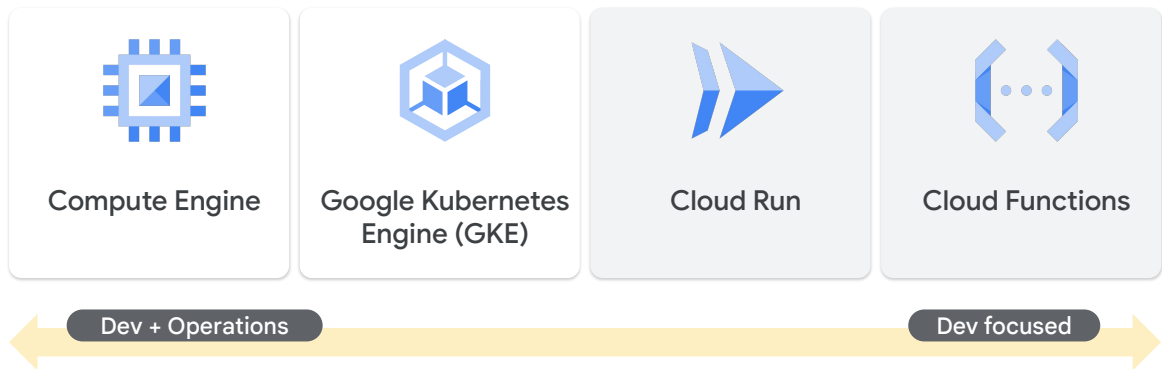 Compute Engine
Google Kubernetes
Engine (GKE)
Cloud Run
Cloud Functions
Dev + Operations
Dev focused